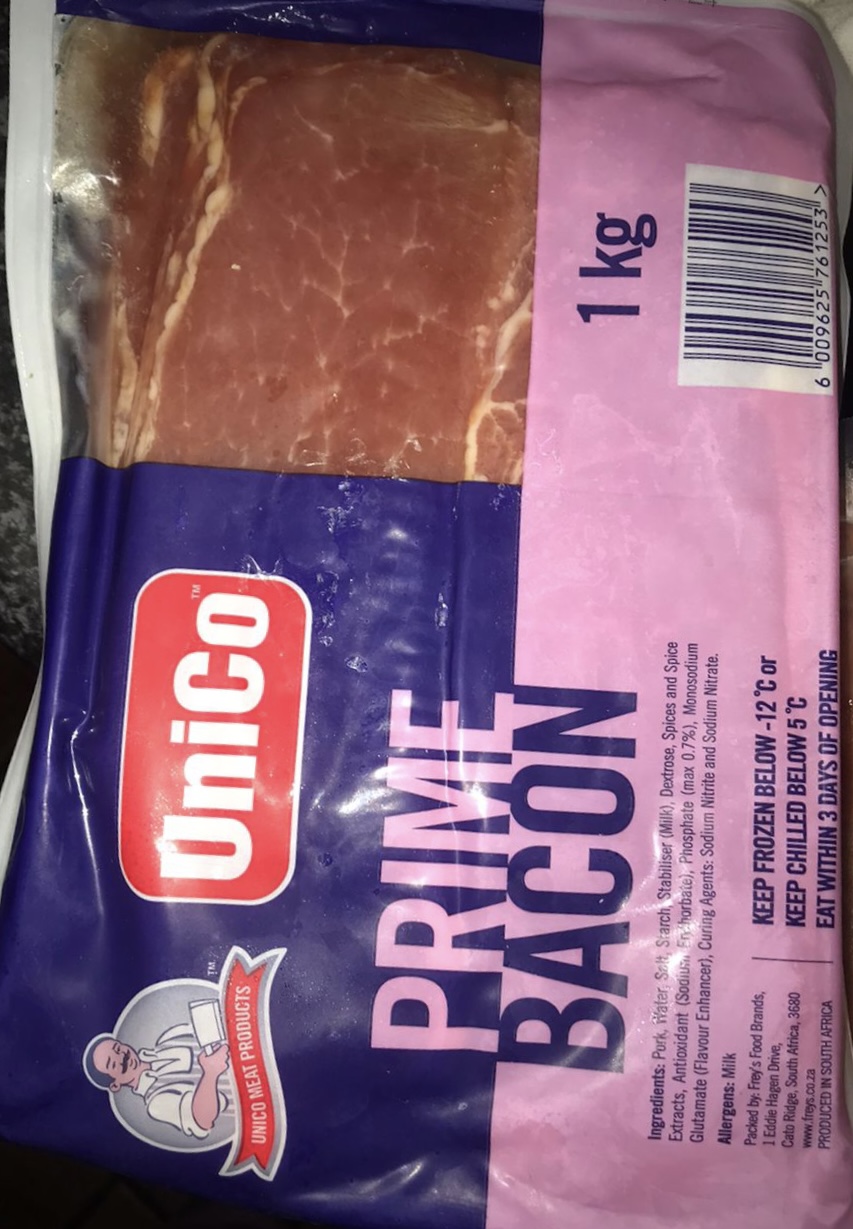 UNICO MEAT PRODUCTS
TM
UniCo
TM
PRIME
BACON
1 kg
Ingredients: Pork, Water, Salt, Starch, Stabiliser (Milk), Dextrose, Spices and Spice
Extracts, Antioxidant (Sodium Erythorbate), Phosphate (max 0.7%), Monosodium
Glutamate (Flavour Enhancer), Curing Agents: Sodium Nitrite and Sodium Nitrate.
Allergens: Milk
Packed by: Frey's Food Brands,
1 Eddie Hagen Drive,
Cato Ridge, South Africa, 3680
www.freys.co.za
PRODUCED IN SOUTH AFRICA
KEEP FROZEN BELOW -12 °C or
KEEP CHILLED BELOW 5 °C
EAT WITHIN 3 DAYS OF OPENING
6 009625 761253 >